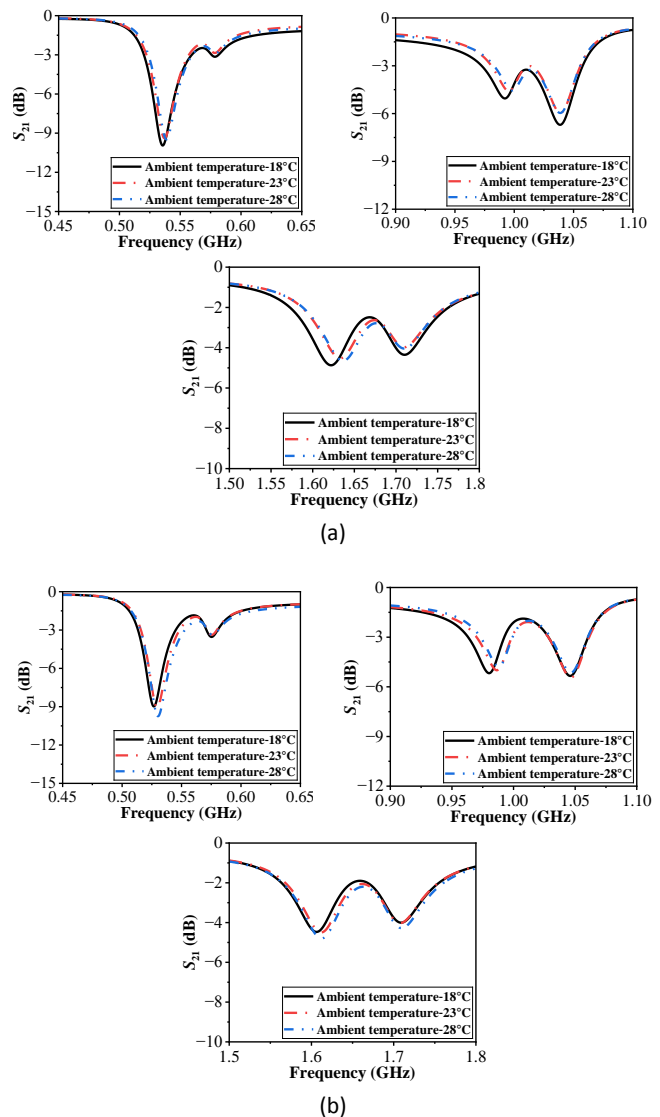 0
−3
−6
−9
−12
−15
S21 (dB)
Ambient temperature-18°C
Ambient temperature-23°C
Ambient temperature-28°C
0.45 0.50 0.55 0.60 0.65
Frequency (GHz)
0
−3
−6
−9
−12
S21 (dB)
Ambient temperature-18°C
Ambient temperature-23°C
Ambient temperature-28°C
0.90 0.95 1.00 1.05 1.10
Frequency (GHz)
0
−2
−4
−6
−8
−10
S21 (dB)
Ambient temperature-18°C
Ambient temperature-23°C
Ambient temperature-28°C
1.50 1.55 1.60 1.65 1.70 1.75 1.8
Frequency (GHz)
(a)
0
−3
−6
−9
−12
−15
S21 (dB)
Ambient temperature-18°C
Ambient temperature-23°C
Ambient temperature-28°C
0.45 0.50 0.55 0.60 0.65
Frequency (GHz)
0
−3
−6
−9
−12
S21 (dB)
Ambient temperature-18°C
Ambient temperature-23°C
Ambient temperature-28°C
0.90 0.95 1.00 1.05 1.10
Frequency (GHz)
0
−2
−4
−6
−8
−10
S21 (dB)
Ambient temperature-18°C
Ambient temperature-23°C
Ambient temperature-28°C
1.5 1.6 1.7 1.8
Frequency (GHz)
(b)